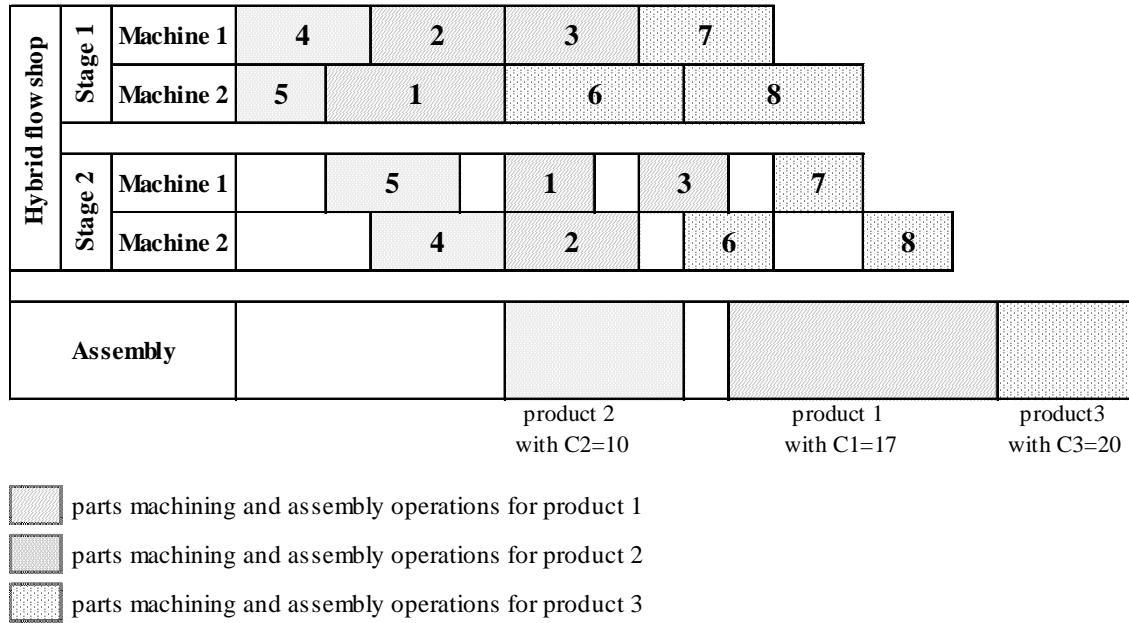 Hybrid flow shop
Stage 1
Machine 1 4 2 3 7
Machine 2 5 1 6 8
Stage 2
Machine 1 5 1 3 7
Machine 2 4 2 6 8
Assembly
product 2 product 1 product3
with C2=10 with C1=17 with C3=20
parts machining and assembly operations for product 1
parts machining and assembly operations for product 2
parts machining and assembly operations for product 3